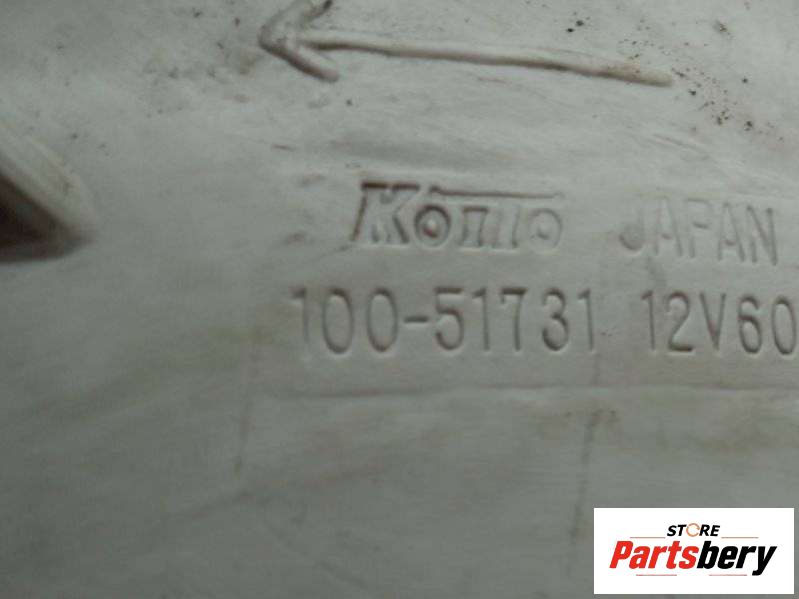 Koito JAPAN
100-51731 12V60
STORE
Partsbery